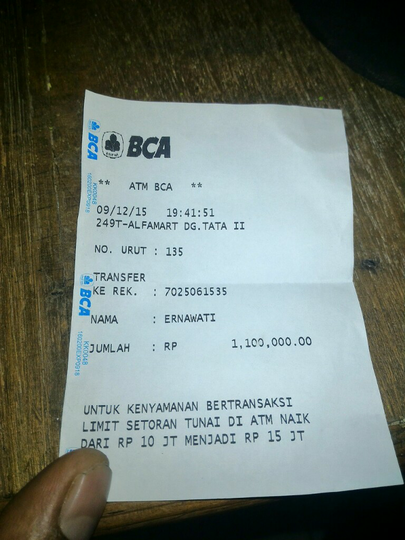 BCA
** ATM BCA **
09/12/15 19:41:51
249T-ALFAMART DG.TATA II
NO. URUT : 135
TRANSFER
KE REK. : 7025061535
NAMA : ERNAWATI
JUMLAH : RP 1,100,000.00
UNTUK KENYAMANAN BERTRANSAKSI
LIMIT SETORAN TUNAI DI ATM NAIK
DARI RP 10 JT MENJADI RP 15 JT
BCA
BCA